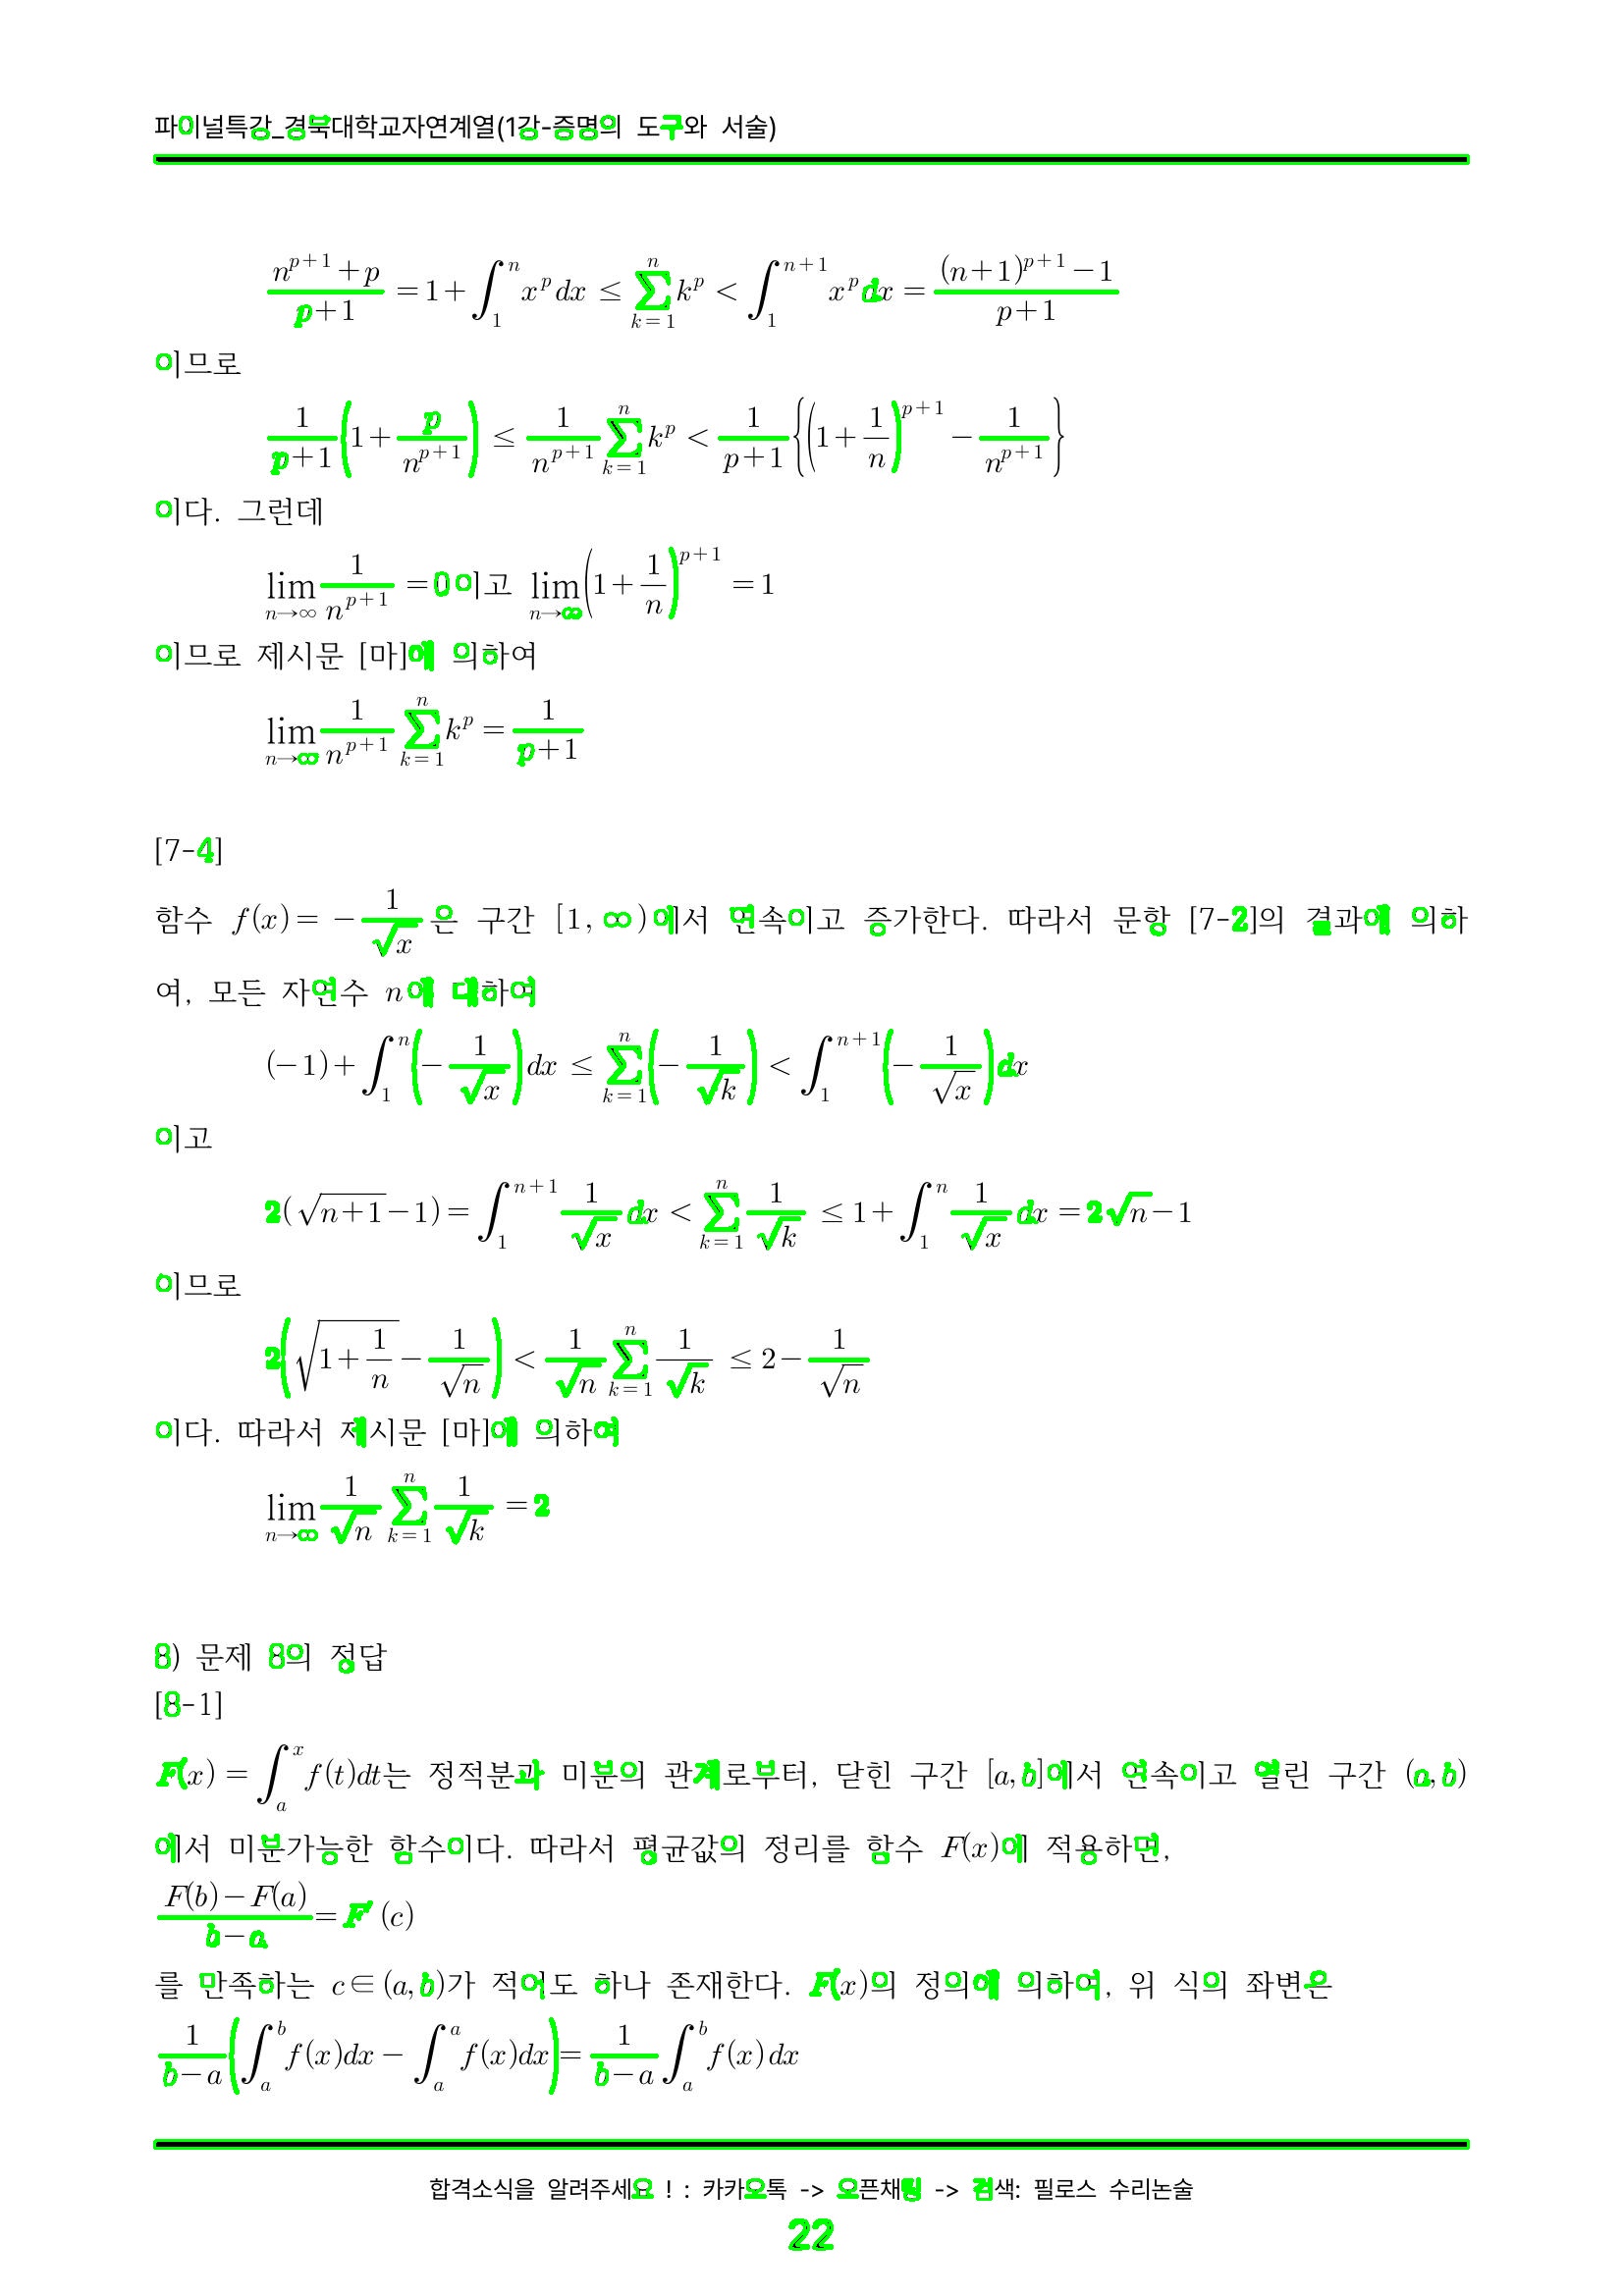 파이널특강_경북대학교자연계열(1강-증명의 도구와 서술)
\frac{n^{p+1}+p}{p+1} = 1+\int_1^n x^p dx \le \sum_{k=1}^n k^p < \int_1^{n+1} x^p dx = \frac{(n+1)^{p+1}-1}{p+1}
이므로
\frac{1}{p+1}\left(1+\frac{p}{n^{p+1}}\right) \le \frac{1}{n^{p+1}}\sum_{k=1}^n k^p < \frac{1}{p+1}\left\{\left(1+\frac{1}{n}\right)^{p+1}-\frac{1}{n^{p+1}}\right\}
이다. 그런데
\lim_{n\to\infty}\frac{1}{n^{p+1}} = 0이고 \lim_{n\to\infty}\left(1+\frac{1}{n}\right)^{p+1} = 1
이므로 제시문 [마]에 의하여
\lim_{n\to\infty}\frac{1}{n^{p+1}}\sum_{k=1}^n k^p = \frac{1}{p+1}
[7-4]
함수 f(x) = -\frac{1}{\sqrt{x}}은 구간 [1, ∞)에서 연속이고 증가한다. 따라서 문항 [7-2]의 결과에 의하
여, 모든 자연수 n에 대하여
(-1)+\int_1^n\left(-\frac{1}{\sqrt{x}}\right)dx \le \sum_{k=1}^n\left(-\frac{1}{\sqrt{k}}\right) < \int_1^{n+1}\left(-\frac{1}{\sqrt{x}}\right)dx
이고
2(\sqrt{n+1}-1) = \int_1^{n+1}\frac{1}{\sqrt{x}}dx < \sum_{k=1}^n\frac{1}{\sqrt{k}} \le 1+\int_1^n\frac{1}{\sqrt{x}}dx = 2\sqrt{n}-1
이므로
2\left(\sqrt{1+\frac{1}{n}}-\frac{1}{\sqrt{n}}\right) < \frac{1}{\sqrt{n}}\sum_{k=1}^n\frac{1}{\sqrt{k}} \le 2-\frac{1}{\sqrt{n}}
이다. 따라서 제시문 [마]에 의하여
\lim_{n\to\infty}\frac{1}{\sqrt{n}}\sum_{k=1}^n\frac{1}{\sqrt{k}} = 2
8) 문제 8의 정답
[8-1]
F(x) = \int_a^x f(t)dt는 정적분과 미분의 관계로부터, 닫힌 구간 [a,b]에서 연속이고 열린 구간 (a,b)
에서 미분가능한 함수이다. 따라서 평균값의 정리를 함수 F(x)에 적용하면,
\frac{F(b)-F(a)}{b-a} = F'(c)
를 만족하는 c∈(a,b)가 적어도 하나 존재한다. F(x)의 정의에 의하여, 위 식의 좌변은
\frac{1}{b-a}\left(\int_a^b f(x)dx-\int_a^a f(x)dx\right) = \frac{1}{b-a}\int_a^b f(x)dx
합격소식을 알려주세요 ! : 카카오톡 -> 오픈채팅 -> 검색: 필로스 수리논술
22